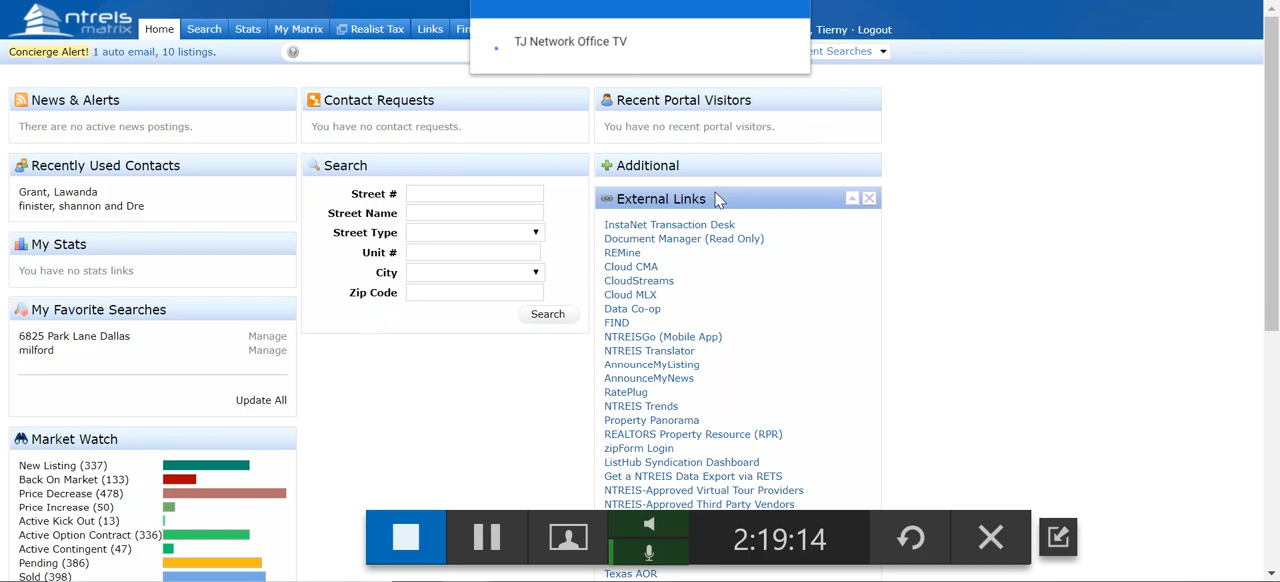 ntreis matrix
Home Search Stats My Matrix Realist Tax Links Fin
TJ Network Office TV
, Tierny · Logout
Concierge Alert! 1 auto email, 10 listings.
ent Searches
News & Alerts
There are no active news postings.
Contact Requests
You have no contact requests.
Recent Portal Visitors
You have no recent portal visitors.
Recently Used Contacts
Grant, Lawanda
finister, shannon and Dre
My Stats
You have no stats links
My Favorite Searches
6825 Park Lane Dallas Manage
milford Manage
Update All
Market Watch
New Listing (337)
Back On Market (133)
Price Decrease (478)
Price Increase (50)
Active Kick Out (13)
Active Option Contract (336)
Active Contingent (47)
Pending (386)
Sold (398)
Search
Street #
Street Name
Street Type
Unit #
City
Zip Code
Search
Additional
External Links
InstaNet Transaction Desk
Document Manager (Read Only)
REMine
Cloud CMA
CloudStreams
Cloud MLX
Data Co-op
FIND
NTREISGo (Mobile App)
NTREIS Translator
AnnounceMyListing
AnnounceMyNews
RatePlug
NTREIS Trends
Property Panorama
REALTORS Property Resource (RPR)
zipForm Login
ListHub Syndication Dashboard
Get a NTREIS Data Export via RETS
NTREIS-Approved Virtual Tour Providers
NTREIS-Approved Third Party Vendors
2:19:14
Texas AOR